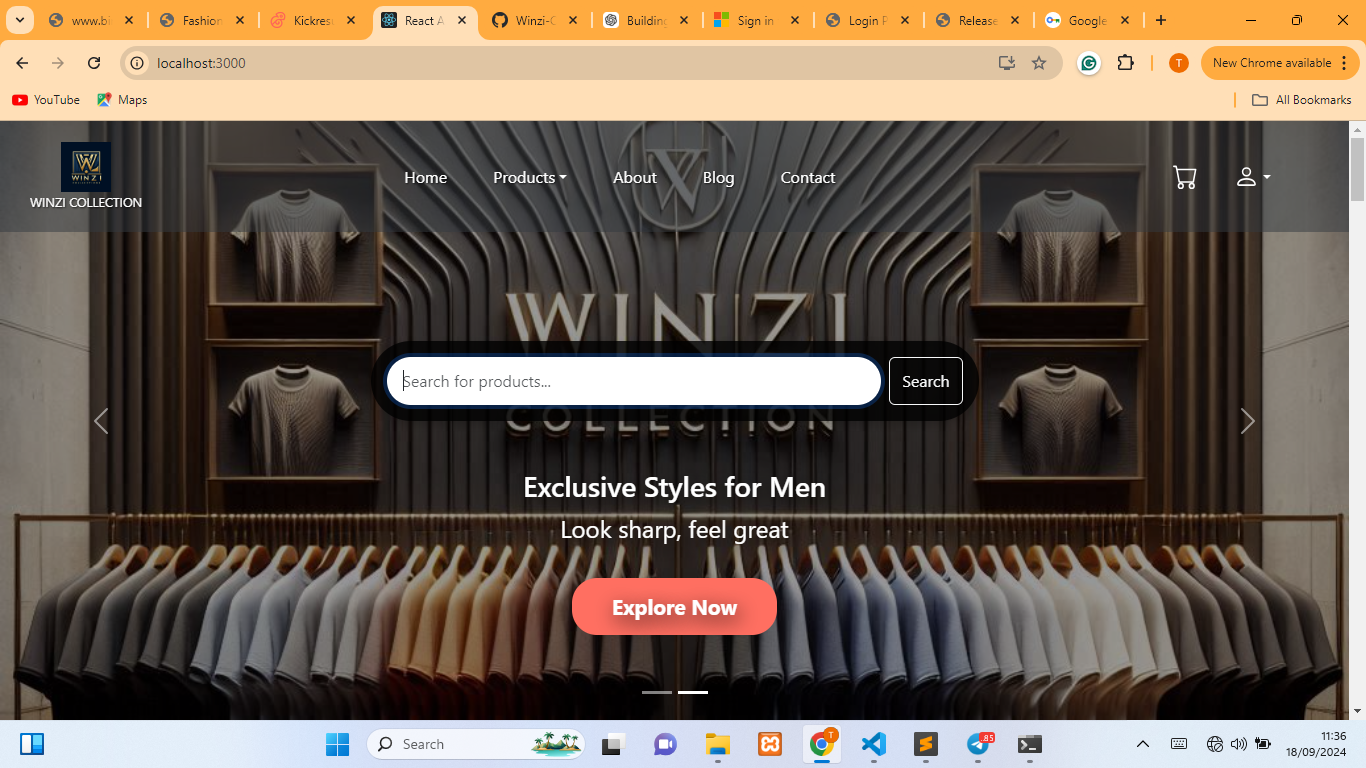 www.bi
Fashion
Kickresu
React A
Winzi-C
Building
Sign in
Login P
Release
Google
localhost:3000
T
New Chrome available
YouTube
Maps
All Bookmarks
W
WINZI
WINZI COLLECTION
Home
Products
About
Blog
Contact
W
WINZI
Search for products...
Search
COLLECTION
Exclusive Styles for Men
Look sharp, feel great
Explore Now
Search
T
85
11:36
18/09/2024